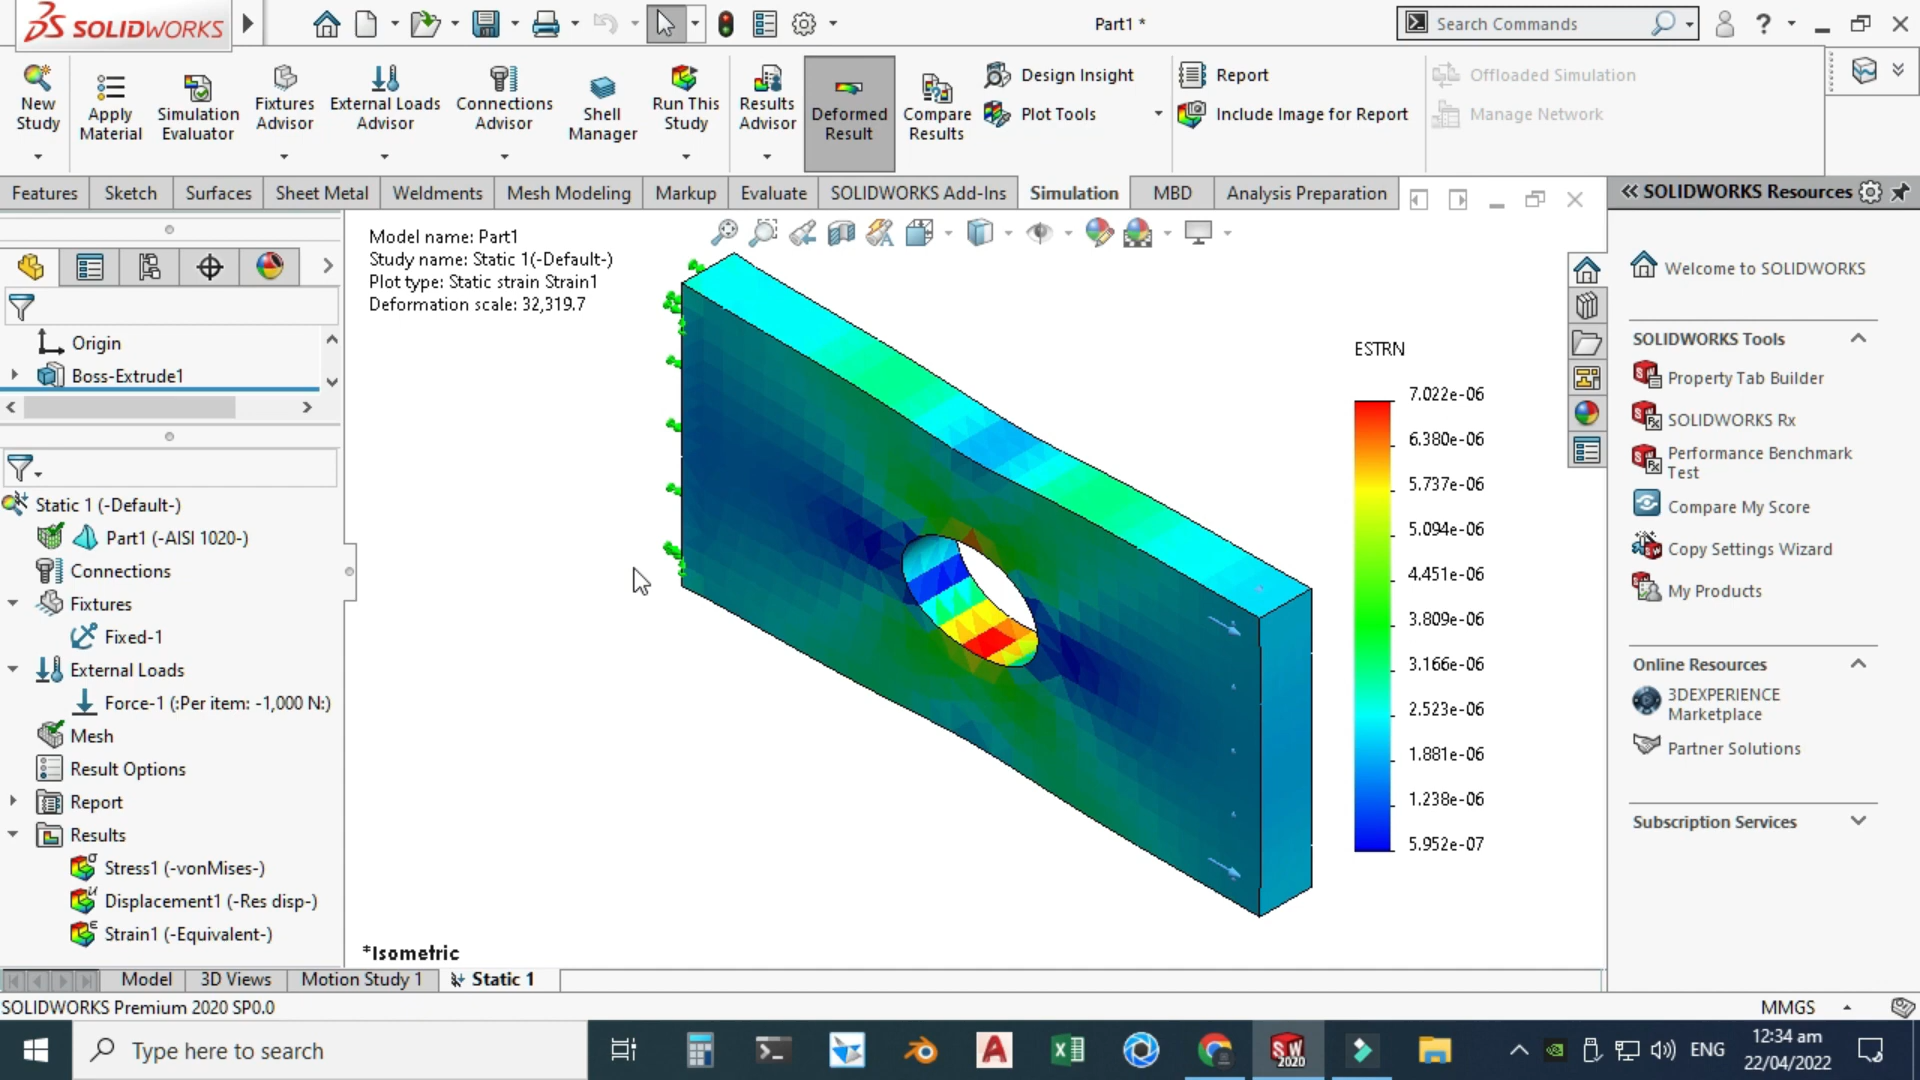 SOLIDWORKS
Part1 *
Search Commands
New Study
Apply Material
Simulation Evaluator
Fixtures Advisor
External Loads Advisor
Connections Advisor
Shell Manager
Run This Study
Results Advisor
Deformed Result
Compare Results
Design Insight
Plot Tools
Report
Include Image for Report
Offloaded Simulation
Manage Network
Features
Sketch
Surfaces
Sheet Metal
Weldments
Mesh Modeling
Markup
Evaluate
SOLIDWORKS Add-Ins
Simulation
MBD
Analysis Preparation
SOLIDWORKS Resources
Origin
Boss-Extrude1
Static 1 (-Default-)
Part1 (-AISI 1020-)
Connections
Fixtures
Fixed-1
External Loads
Force-1 (:Per item: -1,000 N:)
Mesh
Result Options
Report
Results
Stress1 (-vonMises-)
Displacement1 (-Res disp-)
Strain1 (-Equivalent-)
Model name: Part1
Study name: Static 1(-Default-)
Plot type: Static strain Strain1
Deformation scale: 32,319.7
ESTRN
7.022e-06
6.380e-06
5.737e-06
5.094e-06
4.451e-06
3.809e-06
3.166e-06
2.523e-06
1.881e-06
1.238e-06
5.952e-07
*Isometric
Welcome to SOLIDWORKS
SOLIDWORKS Tools
Property Tab Builder
SOLIDWORKS Rx
Performance Benchmark
Test
Compare My Score
Copy Settings Wizard
My Products
Online Resources
3DEXPERIENCE
Marketplace
Partner Solutions
Subscription Services
Model
3D Views
Motion Study 1
Static 1
SOLIDWORKS Premium 2020 SP0.0
MMGS
Type here to search
ENG
12:34 am
22/04/2022